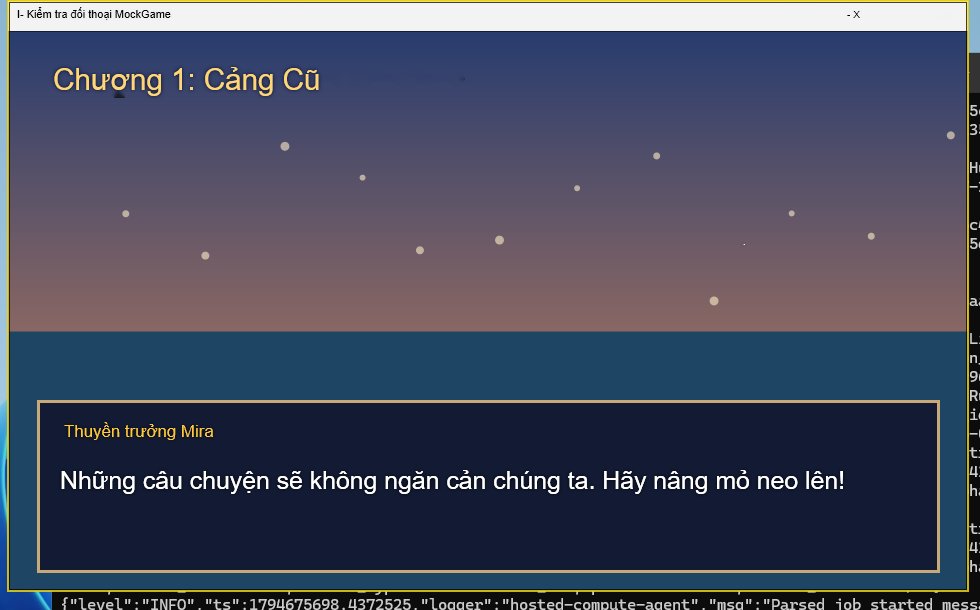 I- Kiểm tra đối thoại MockGame
- X
Chương 1: Cảng Cũ
Thuyền trưởng Mira
Những câu chuyện sẽ không ngăn cản chúng ta. Hãy nâng mỏ neo lên!
{"level":"INFO","ts":1794675698.4372525,"logger":"hosted-compute-agent","msg":"Parsed job started mes